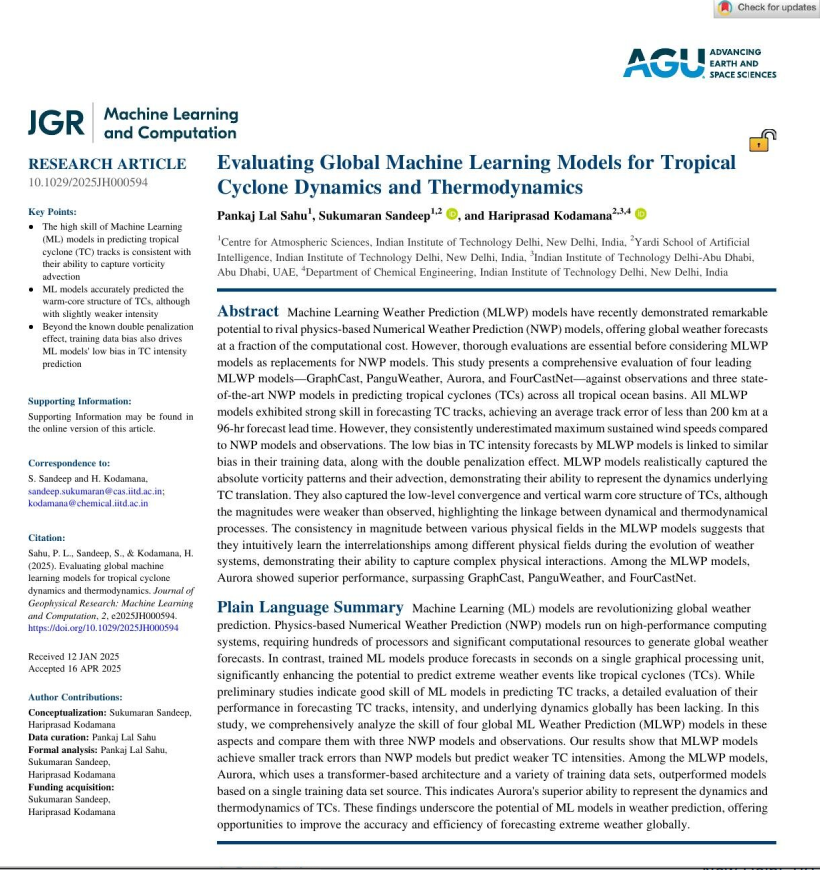 Check for updates
AGU ADVANCING
EARTH AND
SPACE SCIENCES
JGR Machine Learning
and Computation
RESEARCH ARTICLE
10.1029/2025JH000594
Key Points:
• The high skill of Machine Learning
(ML) models in predicting tropical
cyclone (TC) tracks is consistent with
their ability to capture vorticity
advection
• ML models accurately predicted the
warm-core structure of TCs, although
with slightly weaker intensity
• Beyond the known double penalization
effect, training data bias also drives
ML models' low bias in TC intensity
prediction
Supporting Information:
Supporting Information may be found in
the online version of this article.
Correspondence to:
S. Sandeep and H. Kodamana,
sandeep.sukumaran@cas.iitd.ac.in;
kodamana@chemical.iitd.ac.in
Citation:
Sahu, P. L., Sandeep, S., & Kodamana, H.
(2025). Evaluating global machine
learning models for tropical cyclone
dynamics and thermodynamics. Journal of
Geophysical Research: Machine Learning
and Computation, 2, e2025JH000594.
https://doi.org/10.1029/2025JH000594
Received 12 JAN 2025
Accepted 16 APR 2025
Author Contributions:
Conceptualization: Sukumaran Sandeep,
Hariprasad Kodamana
Data curation: Pankaj Lal Sahu
Formal analysis: Pankaj Lal Sahu,
Sukumaran Sandeep,
Hariprasad Kodamana
Funding acquisition:
Sukumaran Sandeep,
Hariprasad Kodamana
Evaluating Global Machine Learning Models for Tropical
Cyclone Dynamics and Thermodynamics
Pankaj Lal Sahu1, Sukumaran Sandeep1,2 iD, and Hariprasad Kodamana2,3,4 iD
1Centre for Atmospheric Sciences, Indian Institute of Technology Delhi, New Delhi, India, 2Yardi School of Artificial
Intelligence, Indian Institute of Technology Delhi, New Delhi, India, 3Indian Institute of Technology Delhi-Abu Dhabi,
Abu Dhabi, UAE, 4Department of Chemical Engineering, Indian Institute of Technology Delhi, New Delhi, India
Abstract Machine Learning Weather Prediction (MLWP) models have recently demonstrated remarkable
potential to rival physics-based Numerical Weather Prediction (NWP) models, offering global weather forecasts
at a fraction of the computational cost. However, thorough evaluations are essential before considering MLWP
models as replacements for NWP models. This study presents a comprehensive evaluation of four leading
MLWP models—GraphCast, PanguWeather, Aurora, and FourCastNet—against observations and three state-
of-the-art NWP models in predicting tropical cyclones (TCs) across all tropical ocean basins. All MLWP
models exhibited strong skill in forecasting TC tracks, achieving an average track error of less than 200 km at a
96-hr forecast lead time. However, they consistently underestimated maximum sustained wind speeds compared
to NWP models and observations. The low bias in TC intensity forecasts by MLWP models is linked to similar
bias in their training data, along with the double penalization effect. MLWP models realistically captured the
absolute vorticity patterns and their advection, demonstrating their ability to represent the dynamics underlying
TC translation. They also captured the low-level convergence and vertical warm core structure of TCs, although
the magnitudes were weaker than observed, highlighting the linkage between dynamical and thermodynamical
processes. The consistency in magnitude between various physical fields in the MLWP models suggests that
they intuitively learn the interrelationships among different physical fields during the evolution of weather
systems, demonstrating their ability to capture complex physical interactions. Among the MLWP models,
Aurora showed superior performance, surpassing GraphCast, PanguWeather, and FourCastNet.
Plain Language Summary Machine Learning (ML) models are revolutionizing global weather
prediction. Physics-based Numerical Weather Prediction (NWP) models run on high-performance computing
systems, requiring hundreds of processors and significant computational resources to generate global weather
forecasts. In contrast, trained ML models produce forecasts in seconds on a single graphical processing unit,
significantly enhancing the potential to predict extreme weather events like tropical cyclones (TCs). While
preliminary studies indicate good skill of ML models in predicting TC tracks, a detailed evaluation of their
performance in forecasting TC tracks, intensity, and underlying dynamics globally has been lacking. In this
study, we comprehensively analyze the skill of four global ML Weather Prediction (MLWP) models in these
aspects and compare them with three NWP models and observations. Our results show that MLWP models
achieve smaller track errors than NWP models but predict weaker TC intensities. Among the MLWP models,
Aurora, which uses a transformer-based architecture and a variety of training data sets, outperformed models
based on a single training data set source. This indicates Aurora's superior ability to represent the dynamics and
thermodynamics of TCs. These findings underscore the potential of ML models in weather prediction, offering
opportunities to improve the accuracy and efficiency of forecasting extreme weather globally.